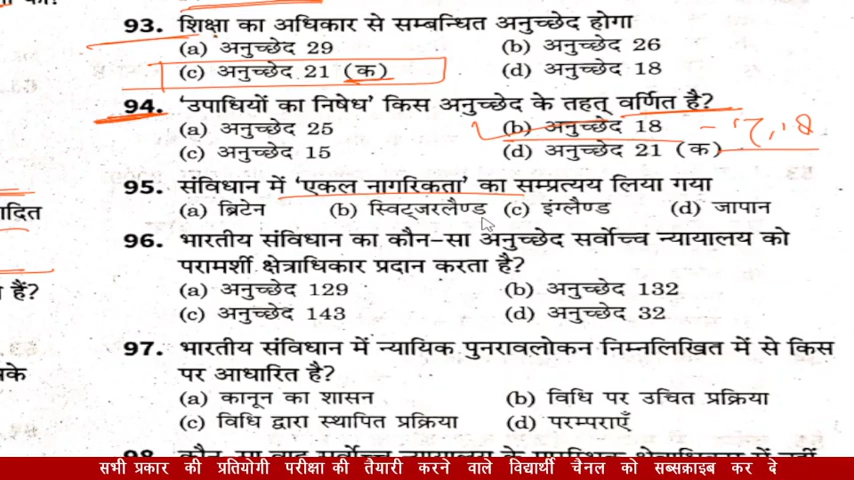 93. शिक्षा का अधिकार से सम्बन्धित अनुच्छेद होगा
(a) अनुच्छेद 29 (b) अनुच्छेद 26
(c) अनुच्छेद 21 (क) (d) अनुच्छेद 18
94. 'उपाधियों का निषेध' किस अनुच्छेद के तहत् वर्णित है?
(a) अनुच्छेद 25 (b) अनुच्छेद 18 - 17, 18
(c) अनुच्छेद 15 (d) अनुच्छेद 21 (क)
95. संविधान में 'एकल नागरिकता' का सम्प्रत्यय लिया गया
(a) ब्रिटेन (b) स्विट्जरलैण्ड (c) इंग्लैण्ड (d) जापान
96. भारतीय संविधान का कौन-सा अनुच्छेद सर्वोच्च न्यायालय को
परामर्शी क्षेत्राधिकार प्रदान करता है?
(a) अनुच्छेद 129 (b) अनुच्छेद 132
हैं?
(c) अनुच्छेद 143 (d) अनुच्छेद 32
97. भारतीय संविधान में न्यायिक पुनरावलोकन निम्नलिखित में से किस
पर आधारित है?
(a) कानून का शासन (b) विधि पर उचित प्रक्रिया
(c) विधि द्वारा स्थापित प्रक्रिया (d) परम्पराएँ
सभी प्रकार की प्रतियोगी परीक्षा की तैयारी करने वाले विद्यार्थी चैनल को सब्सक्राइब कर दे